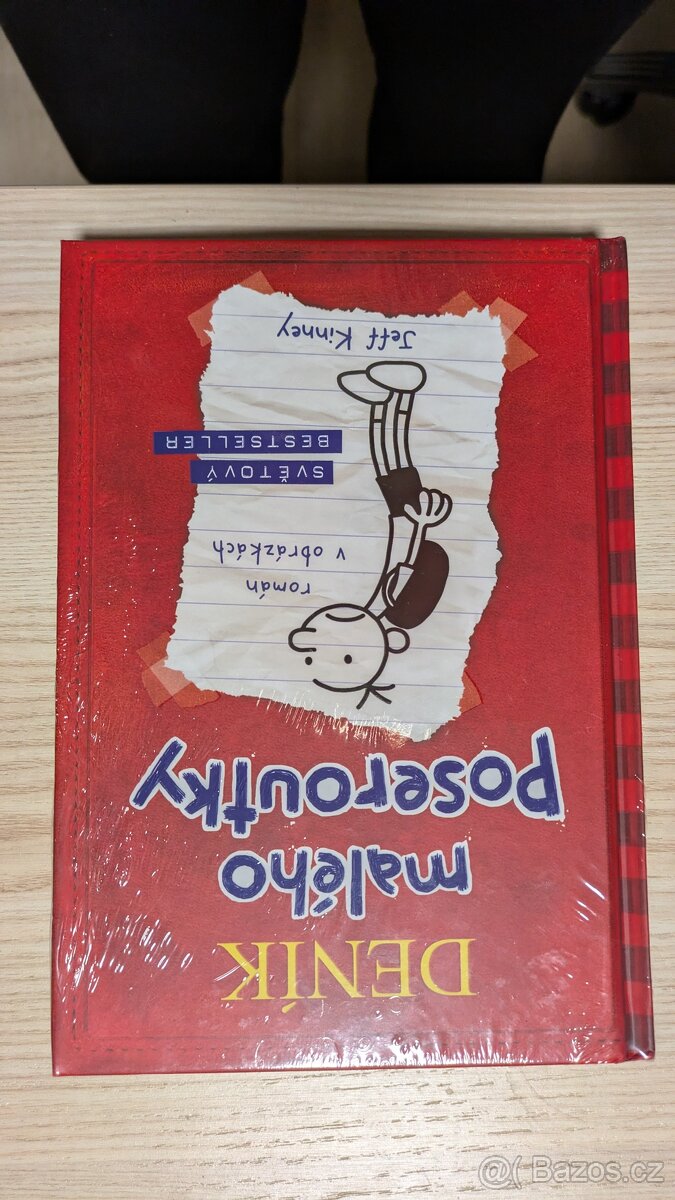 DENÍK
malého
poseroutky
román
v obrázkách
SVĚTOVÝ
BESTSELLER
Jeff Kinney
@( Bazos.cz